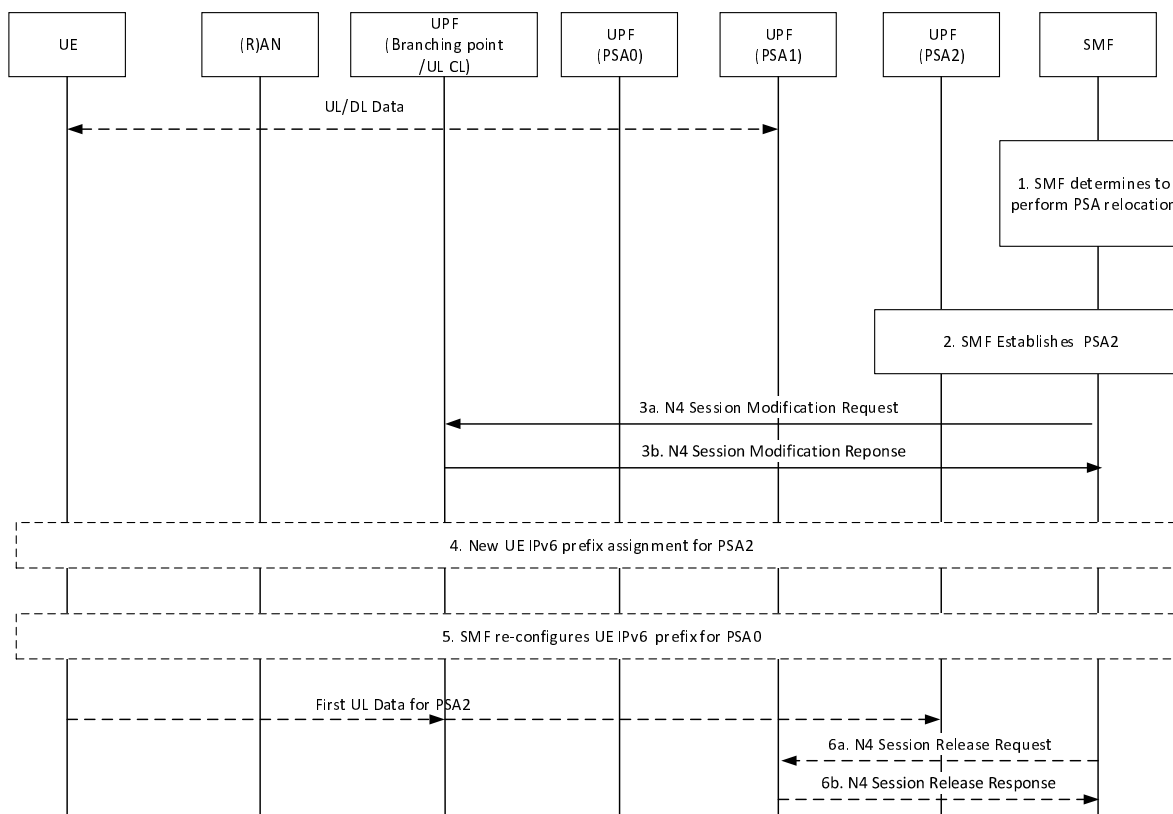 UE
(R)AN
UPF
(Branching point
/UL CL)
UPF
(PSA0)
UPF
(PSA1)
UPF
(PSA2)
SMF
UL/DL Data
1. SMF determines to
perform PSA relocation
2. SMF Establishes PSA2
3a. N4 Session Modification Request
3b. N4 Session Modification Reponse
4. New UE IPv6 prefix assignment for PSA2
5. SMF re-configures UE IPv6 prefix for PSA0
First UL Data for PSA2
6a. N4 Session Release Request
6b. N4 Session Release Response